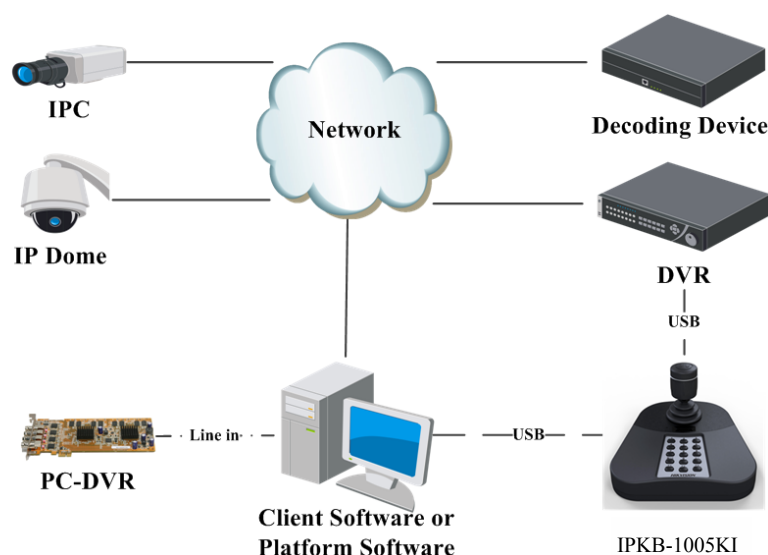 IPC
Network
Decoding Device
IP Dome
DVR
USB
PC-DVR
Line in
USB
Client Software or
Platform Software
IPKB-1005KI